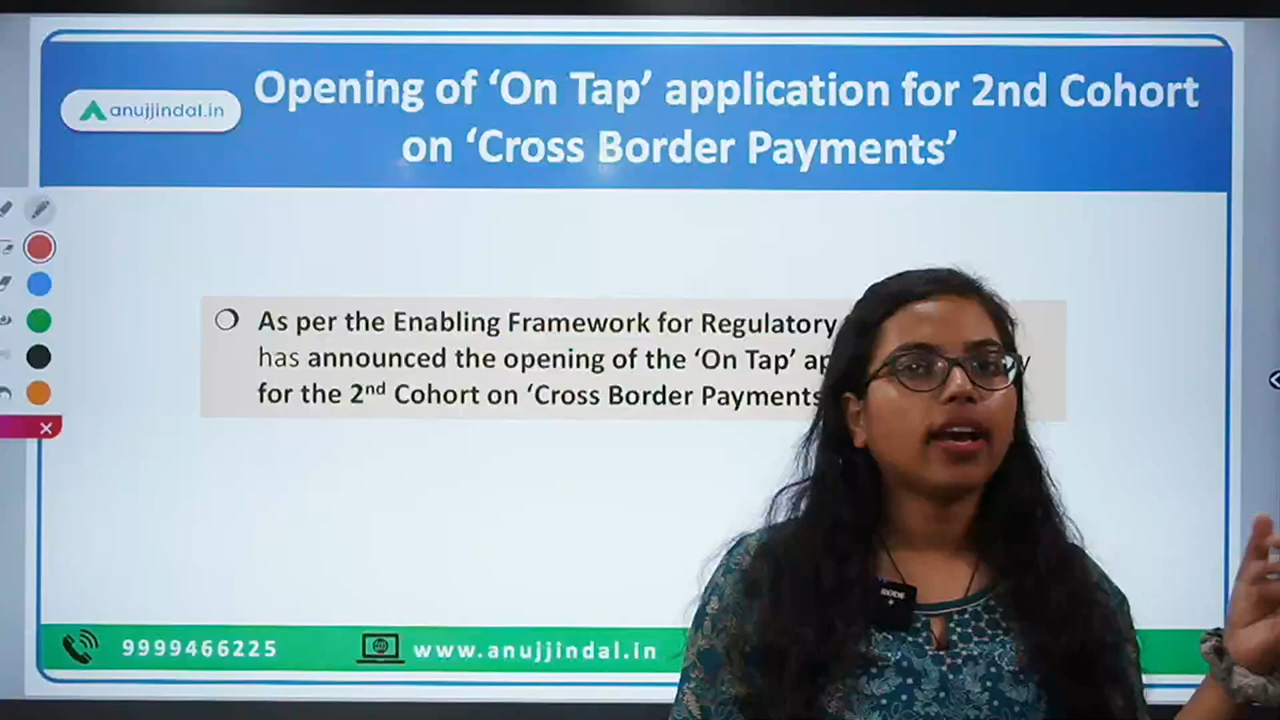 Opening of ‘On Tap’ application for 2nd Cohort
anujjindal.in
on ‘Cross Border Payments’
As per the Enabling Framework for Regulatory
has announced the opening of the ‘On Tap’
for the 2nd Cohort on ‘Cross Border Payments
RODE
9999466225
www.anujjindal.in